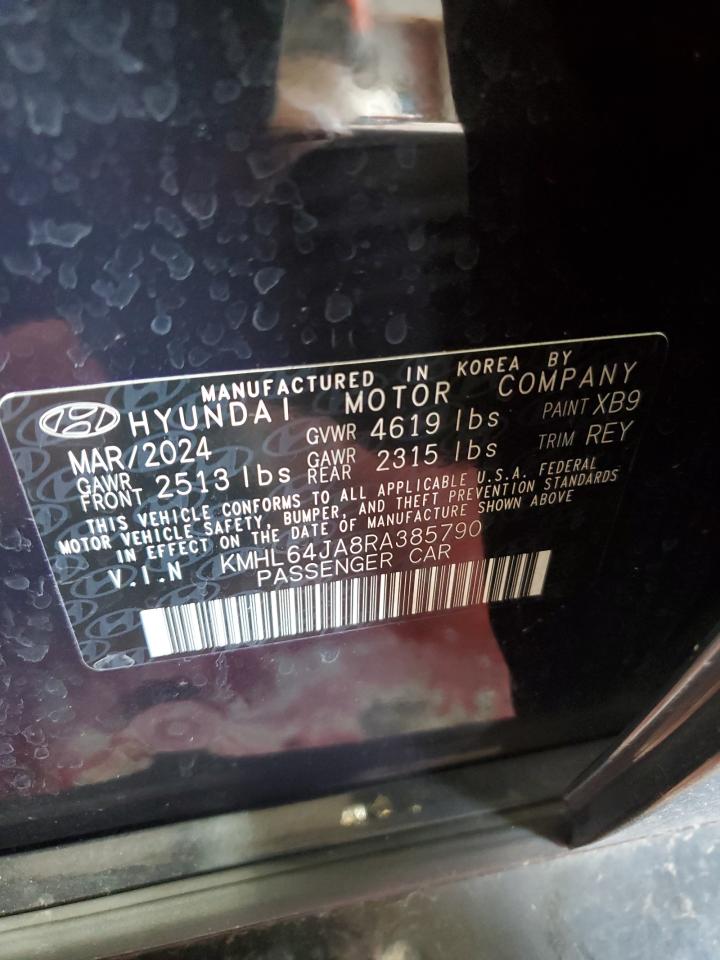 MANUFACTURED IN KOREA BY
HYUNDAI MOTOR COMPANY
MAR/2024 GVWR 4619 lbs PAINT XB9
GAWR FRONT 2513 lbs GAWR REAR 2315 lbs TRIM REY
THIS VEHICLE CONFORMS TO ALL APPLICABLE U.S.A. FEDERAL
MOTOR VEHICLE SAFETY, BUMPER, AND THEFT PREVENTION STANDARDS
IN EFFECT ON THE DATE OF MANUFACTURE SHOWN ABOVE
V.I.N KMHL64JA8RA385790
PASSENGER CAR